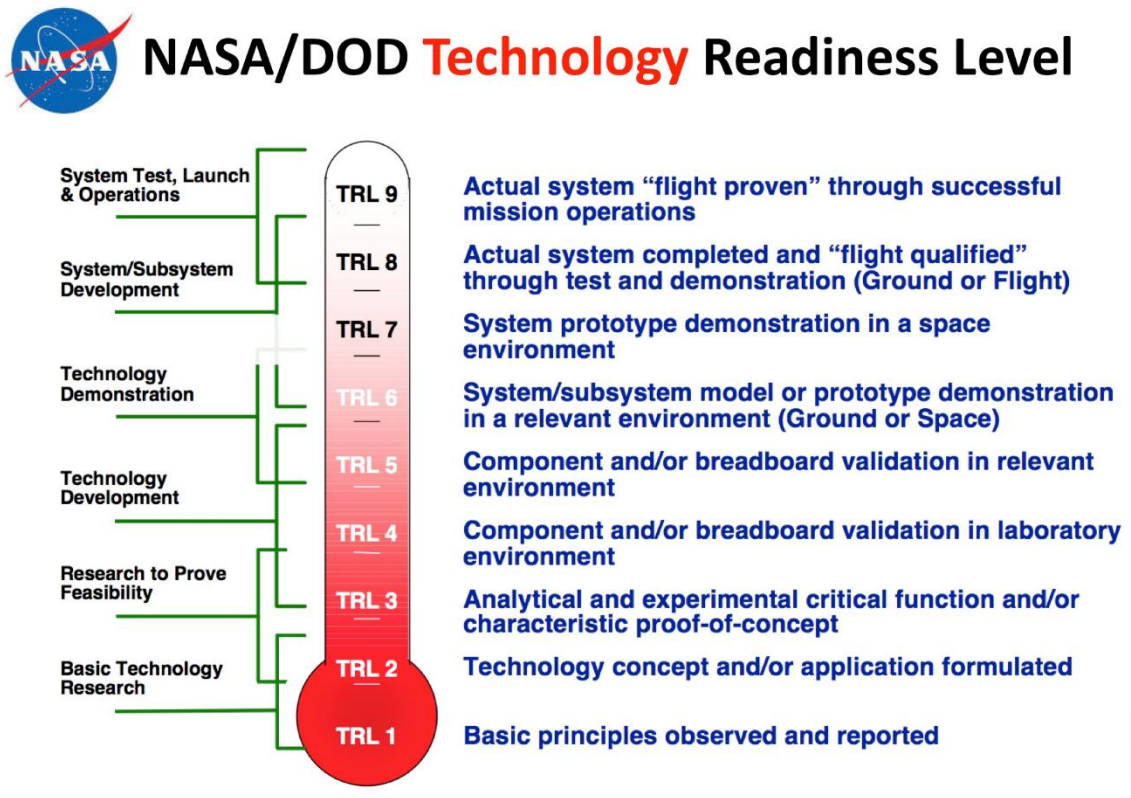 NASA
NASA/DOD Technology Readiness Level
System Test, Launch
& Operations
System/Subsystem
Development
Technology
Demonstration
Technology
Development
Research to Prove
Feasibility
Basic Technology
Research
TRL 9
TRL 8
TRL 7
TRL 6
TRL 5
TRL 4
TRL 3
TRL 2
TRL 1
Actual system “flight proven” through successful
mission operations
Actual system completed and “flight qualified”
through test and demonstration (Ground or Flight)
System prototype demonstration in a space
environment
System/subsystem model or prototype demonstration
in a relevant environment (Ground or Space)
Component and/or breadboard validation in relevant
environment
Component and/or breadboard validation in laboratory
environment
Analytical and experimental critical function and/or
characteristic proof-of-concept
Technology concept and/or application formulated
Basic principles observed and reported